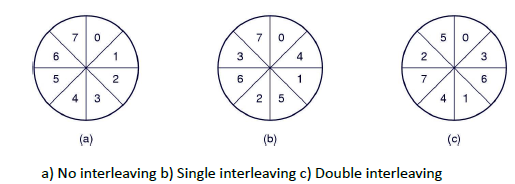 7 0 7 0 5 0
6 1 3 4 2 3
5 2 6 1 7 6
4 3 2 5 4 1
(a) (b) (c)
a) No interleaving b) Single interleaving c) Double interleaving